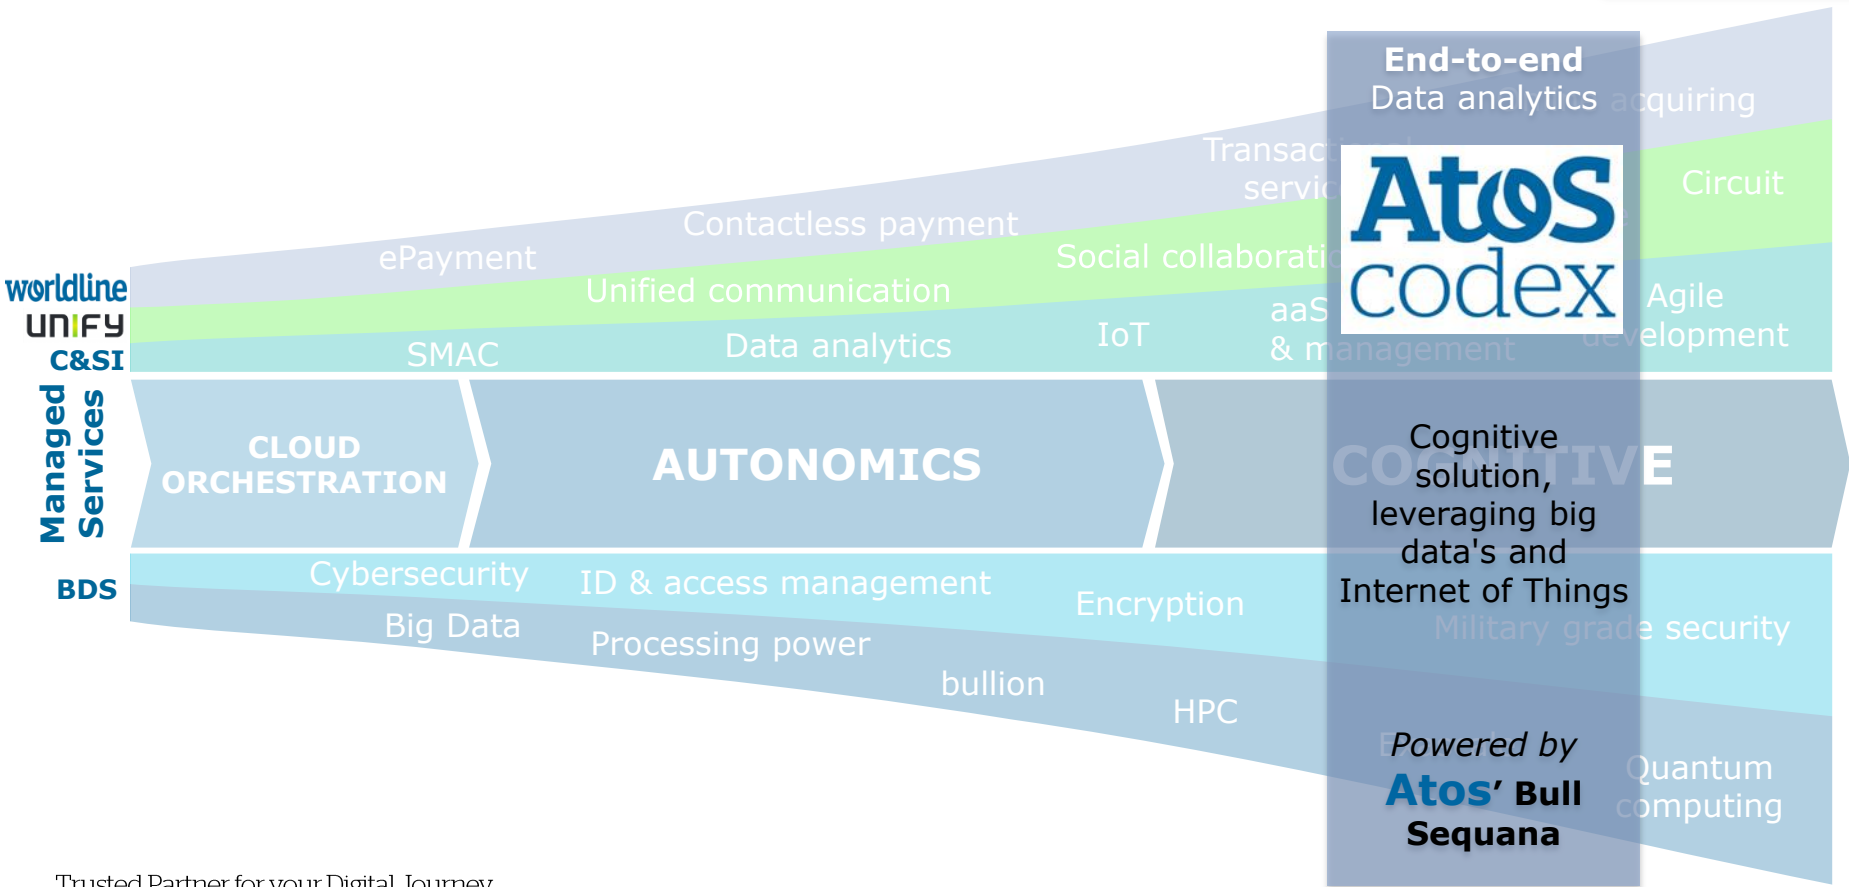 End-to-end
Data analytics
acquiring
Transactional
servic
Atos
codex
Circuit
Contactless payment
ePayment
Social collaboratio
Unified communication
worldline
UNIFY
C&SI
SMAC
Data analytics
IoT
aaS
& management
Agile
development
Managed
Services
CLOUD
ORCHESTRATION
AUTONOMICS
COGNITIVE
Cognitive
solution,
leveraging big
data's and
Internet of Things
BDS
Cybersecurity
ID & access management
Encryption
Military grade security
Big Data
Processing power
bullion
HPC
Quantum
computing
Powered by
Atos' Bull
Sequana
Trusted Partner for your Digital Journey